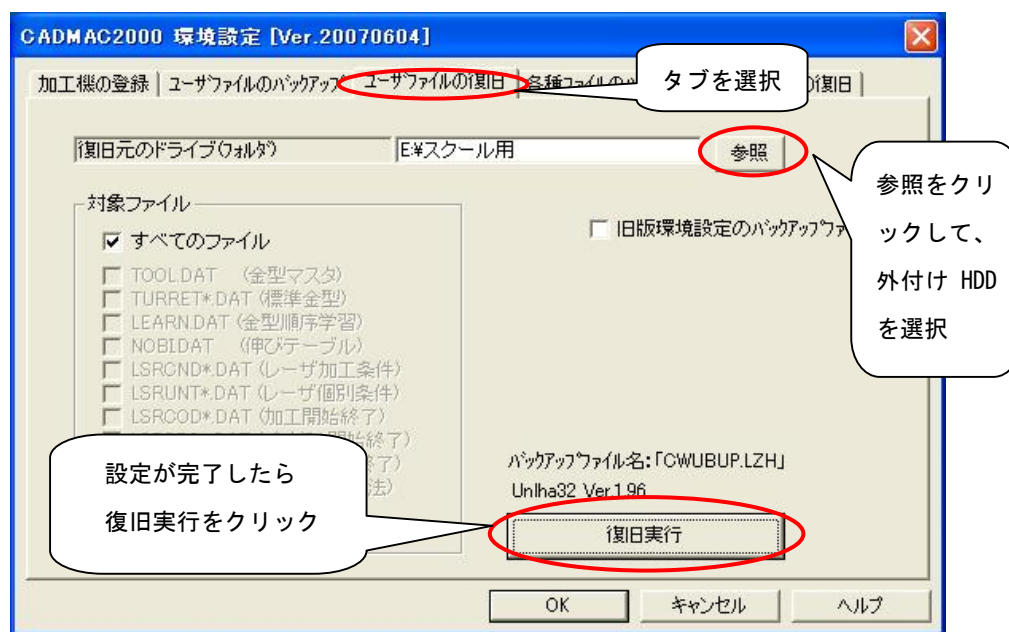 CADMAC2000 環境設定 [Ver.20070604]
加工機の登録
ユーザファイルのバックアップ
ユーザファイルの復旧
各種ファイルの
の復旧
タブを選択
復旧元のドライブ(フォルダ)
E:¥スクール用
参照
参照をクリ
ックして、
外付け HDD
を選択
対象ファイル
すべてのファイル
旧版環境設定のバックアップファ
TOOL.DAT (金型マスタ)
TURRET*.DAT (標準金型)
LEARN.DAT (金型順序学習)
NOBI.DAT (伸びテーブル)
LSRCND*.DAT (レーザ加工条件)
LSRUNT*.DAT (レーザ個別条件)
LSRCOD*.DAT (加工開始終了)
開始終了)
終了)
法)
設定が完了したら
復旧実行をクリック
バックアップファイル名:「CWUBUP.LZH」
Unlha32 Ver.1.96
復旧実行
OK
キャンセル
ヘルプ